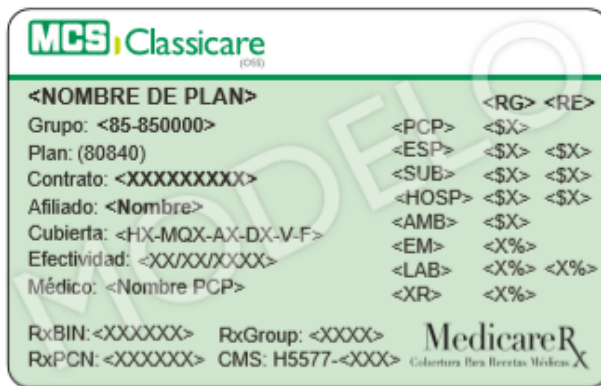 MCS Classicare
(OSS)
<NOMBRE DE PLAN>
<RG> <RE>
Grupo: <85-850000>
<PCP> <$X>
Plan: (80840)
<ESP> <$X> <$X>
Contrato: <XXXXXXXXX>
<SUB> <$X> <$X>
Afiliado: <Nombre>
<HOSP> <$X> <$X>
Cubierta: <HX-MQX-AX-DX-V-F>
<AMB> <$X>
Efectividad: <XX/XX/XXXX>
<EM> <X%>
Médico: <Nombre PCP>
<LAB> <X%> <X%>
<XR> <X%>
RxBIN:<XXXXXX> RxGroup: <XXXX>
RxPCN: <XXXXXX> CMS: H5577-<XXX>
MedicareRx
Cobertura Para Recetas Médicas
MODELO